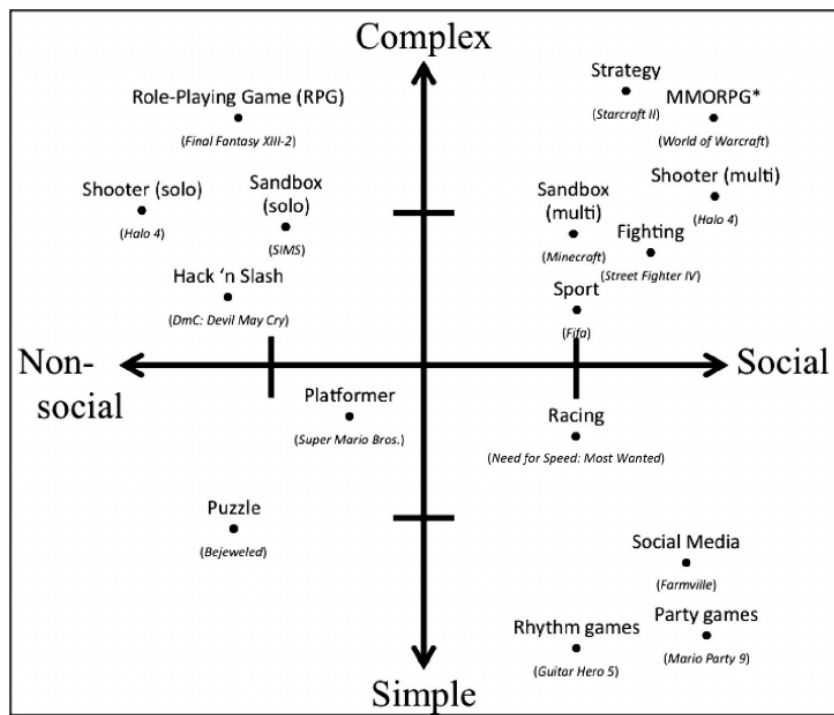 Complex
Strategy
(Starcraft II)
Role-Playing Game (RPG)
(Final Fantasy XIII-2)
MMORPG*
(World of Warcraft)
Shooter (solo)
(Halo 4)
Sandbox
(solo)
(SIMS)
Sandbox
(multi)
(Minecraft)
Shooter (multi)
(Halo 4)
Fighting
(Street Fighter IV)
Hack ‘n Slash
(DmC: Devil May Cry)
Sport
(Fifa)
Non-
social
Social
Platformer
(Super Mario Bros.)
Racing
(Need for Speed: Most Wanted)
Puzzle
(Bejeweled)
Social Media
(Farmville)
Rhythm games
(Guitar Hero 5)
Party games
(Mario Party 9)
Simple